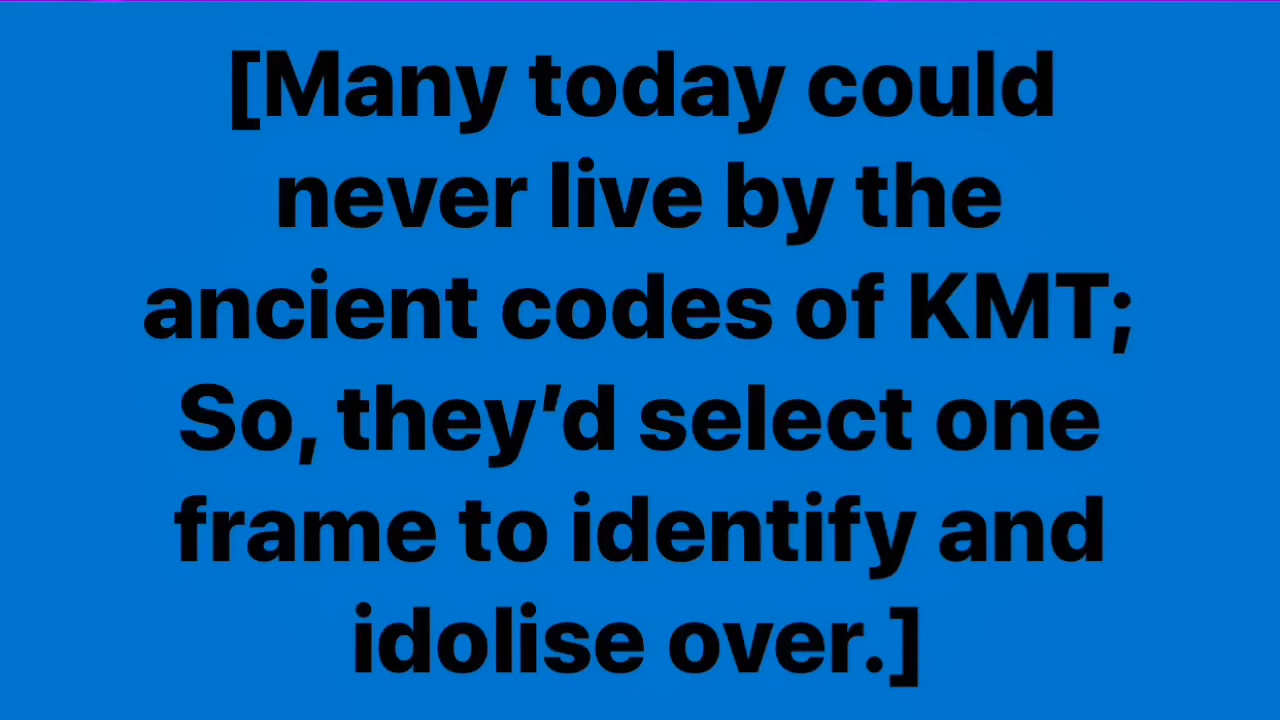 [Many today could
never live by the
ancient codes of KMT;
So, they’d select one
frame to identify and
idolise over.]